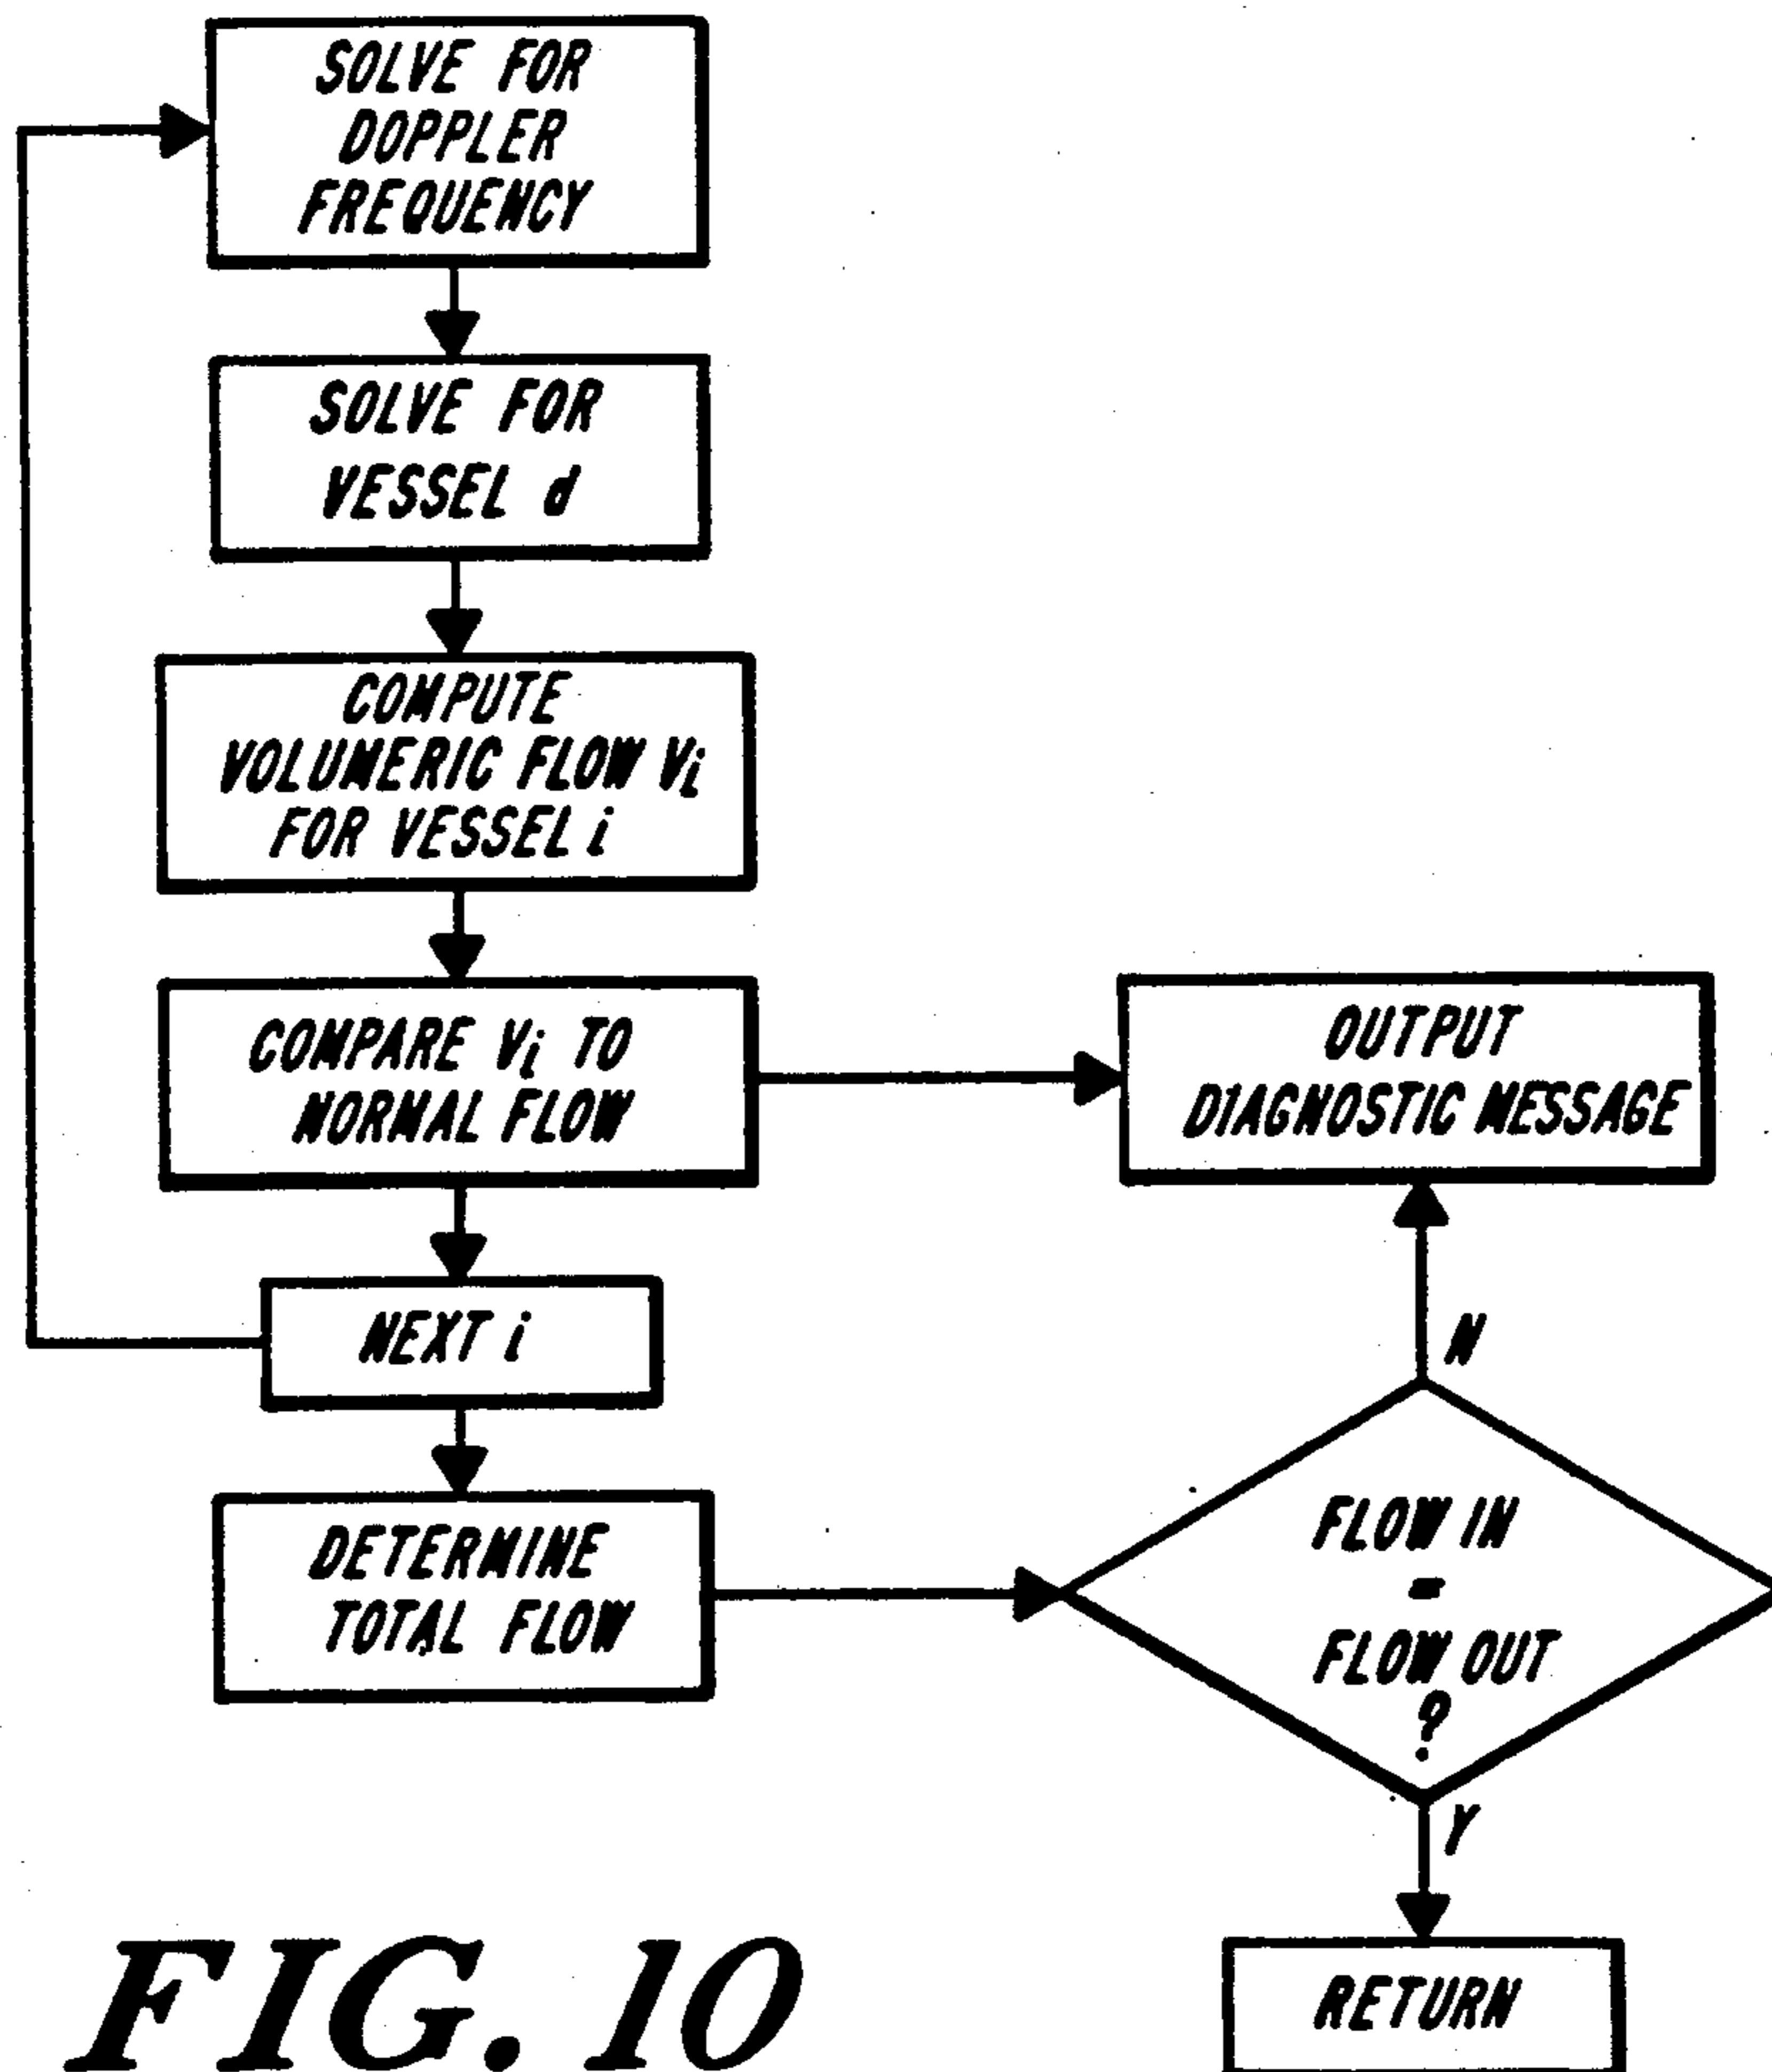 SOLVE FOR
DOPPLER
FREQUENCY
SOLVE FOR
VESSEL d
COMPUTE
VOLUMERIC FLOW Vi
FOR VESSEL i
COMPARE Vi TO
NORMAL FLOW
OUTPUT
DIAGNOSTIC MESSAGE
NEXT i
N
DETERMINE
TOTAL FLOW
FLOW IN
=
FLOW OUT
?
Y
RETURN
FIG. 10